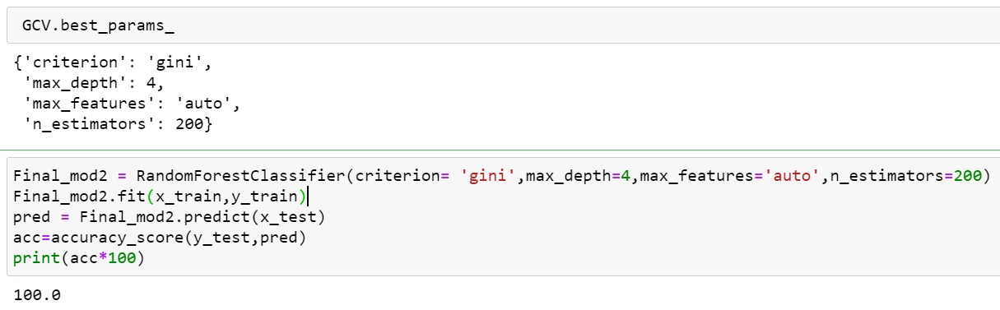 GCV.best_params_
{'criterion': 'gini',
 'max_depth': 4,
 'max_features': 'auto',
 'n_estimators': 200}
Final_mod2 = RandomForestClassifier(criterion= 'gini',max_depth=4,max_features='auto',n_estimators=200)
Final_mod2.fit(x_train,y_train)
pred = Final_mod2.predict(x_test)
acc=accuracy_score(y_test,pred)
print(acc*100)
100.0